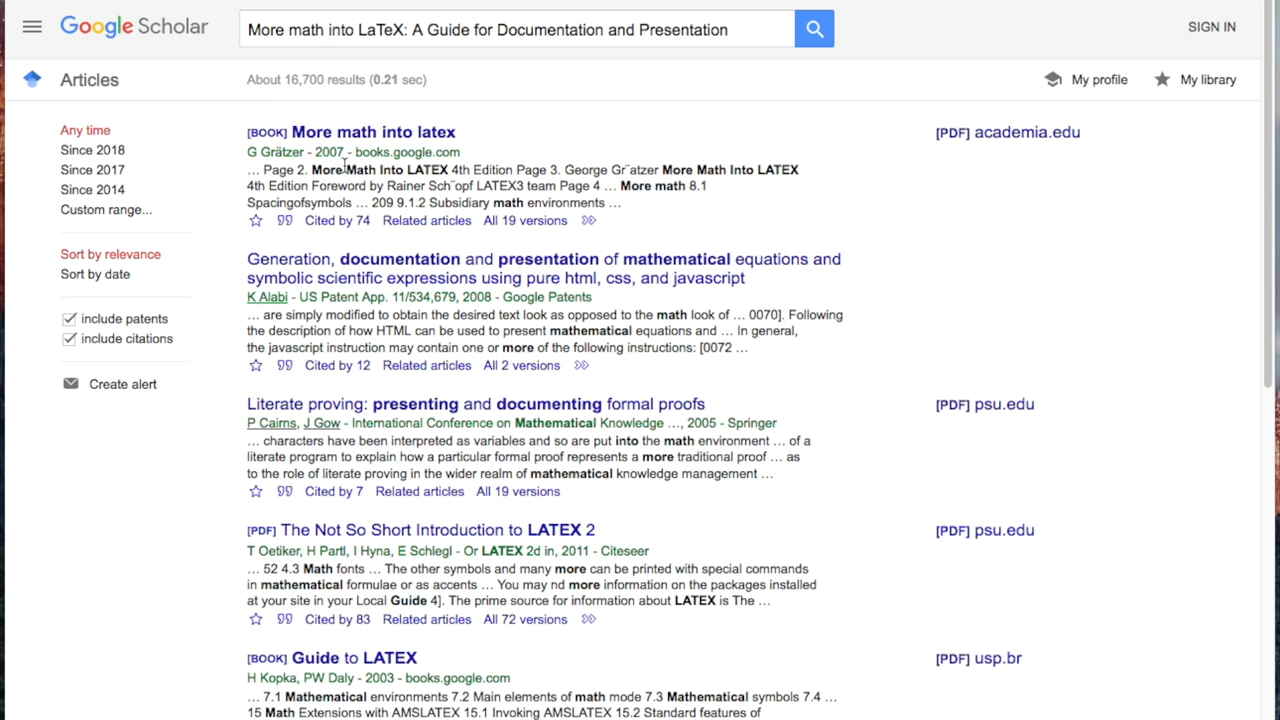 Google Scholar
More math into LaTeX: A Guide for Documentation and Presentation
SIGN IN
Articles
About 16,700 results (0.21 sec)
My profile
My library
Any time
Since 2018
Since 2017
Since 2014
Custom range...
Sort by relevance
Sort by date
include patents
include citations
Create alert
[BOOK] More math into latex
[PDF] academia.edu
G Grätzer - 2007 - books.google.com
... Page 2. More Math Into LATEX 4th Edition Page 3. George Gr¨atzer More Math Into LATEX
4th Edition Foreword by Rainer Sch¨opf LATEX3 team Page 4 ... More math 8.1
Spacingofsymbols ... 209 9.1.2 Subsidiary math environments ...
Cited by 74 Related articles All 19 versions
Generation, documentation and presentation of mathematical equations and
symbolic scientific expressions using pure html, css, and javascript
K Alabi - US Patent App. 11/534,679, 2008 - Google Patents
... are simply modified to obtain the desired text look as opposed to the math look of ... 0070]. Following
the description of how HTML can be used to present mathematical equations and ... In general,
the javascript instruction may contain one or more of the following instructions: [0072 ...
Cited by 12 Related articles All 2 versions
Literate proving: presenting and documenting formal proofs
[PDF] psu.edu
P Cairns, J Gow - International Conference on Mathematical Knowledge ..., 2005 - Springer
... characters have been interpreted as variables and so are put into the math environment ... of a
literate program to explain how a particular formal proof represents a more traditional proof ... as
to the role of literate proving in the wider realm of mathematical knowledge management ...
Cited by 7 Related articles All 19 versions
[PDF] The Not So Short Introduction to LATEX 2
[PDF] psu.edu
T Oetiker, H Partl, I Hyna, E Schlegl - Or LATEX 2d in, 2011 - Citeseer
... 52 4.3 Math fonts ... The other symbols and many more can be printed with special commands
in mathematical formulae or as accents ... You may nd more information on the packages installed
at your site in your Local Guide 4]. The prime source for information about LATEX is The ...
Cited by 83 Related articles All 72 versions
[BOOK] Guide to LATEX
[PDF] usp.br
H Kopka, PW Daly - 2003 - books.google.com
... 7.1 Mathematical environments 7.2 Main elements of math mode 7.3 Mathematical symbols 7.4 ...
15 Math Extensions with AMSLATEX 15.1 Invoking AMSLATEX 15.2 Standard features of